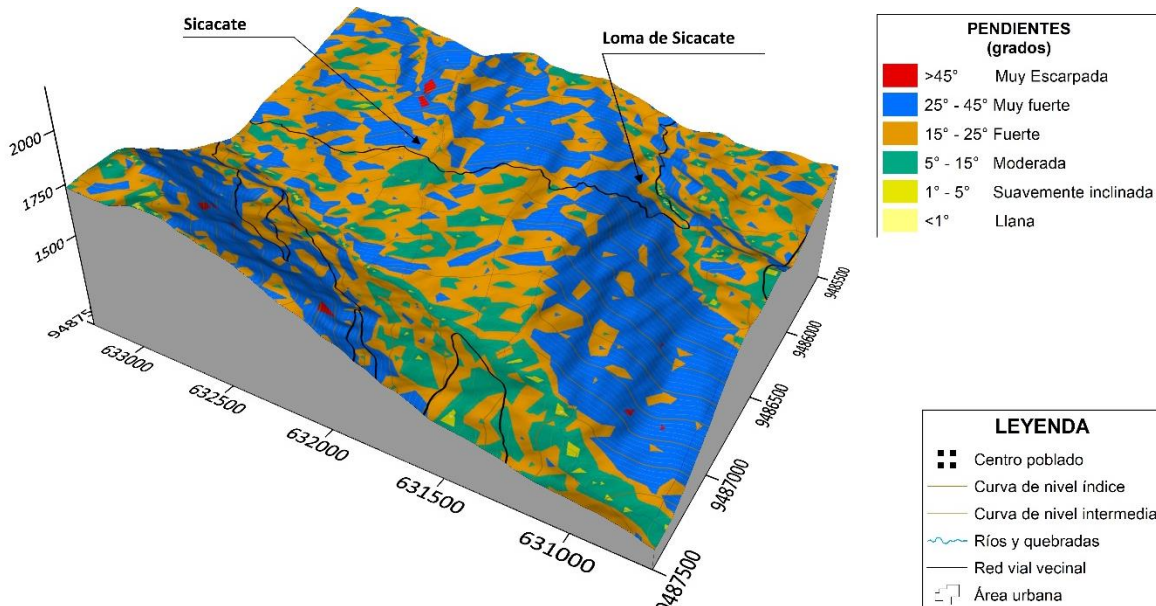 Sicacate
Loma de Sicacate
PENDIENTES
(grados)
>45° Muy Escarpada
25° - 45° Muy fuerte
15° - 25° Fuerte
5° - 15° Moderada
1° - 5° Suavemente inclinada
<1° Llana
2000
1750
1500
94875
633000
632500
632000
631500
631000
9485500
9486000
9486500
9487000
9487500
LEYENDA
Centro poblado
Curva de nivel índice
Curva de nivel intermedia
Ríos y quebradas
Red vial vecinal
Área urbana